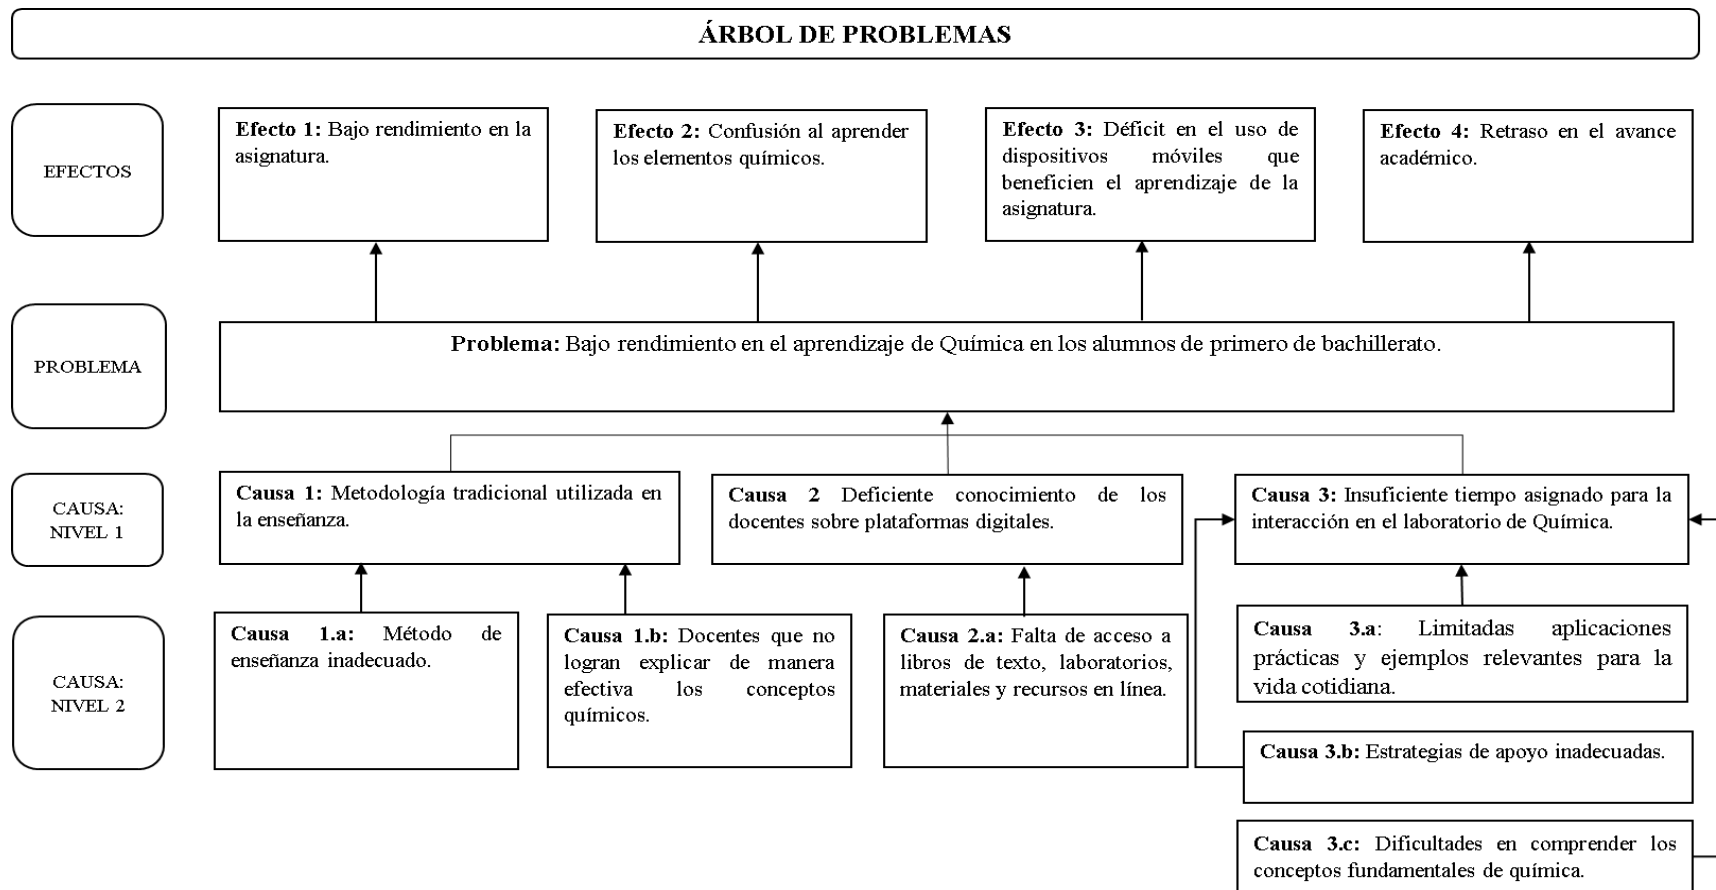 ÁRBOL DE PROBLEMAS
EFECTOS
Efecto 1: Bajo rendimiento en la
asignatura.
Efecto 2: Confusión al aprender
los elementos químicos.
Efecto 3: Déficit en el uso de
dispositivos móviles que
beneficien el aprendizaje de la
asignatura.
Efecto 4: Retraso en el avance
académico.
PROBLEMA
Problema: Bajo rendimiento en el aprendizaje de Química en los alumnos de primero de bachillerato.
CAUSA:
NIVEL 1
Causa 1: Metodología tradicional utilizada en
la enseñanza.
Causa 2 Deficiente conocimiento de los
docentes sobre plataformas digitales.
Causa 3: Insuficiente tiempo asignado para la
interacción en el laboratorio de Química.
CAUSA:
NIVEL 2
Causa 1.a: Método de
enseñanza inadecuado.
Causa 1.b: Docentes que no
logran explicar de manera
efectiva los conceptos
químicos.
Causa 2.a: Falta de acceso a
libros de texto, laboratorios,
materiales y recursos en línea.
Causa 3.a: Limitadas aplicaciones
prácticas y ejemplos relevantes para la
vida cotidiana.
Causa 3.b: Estrategias de apoyo inadecuadas.
Causa 3.c: Dificultades en comprender los
conceptos fundamentales de química.